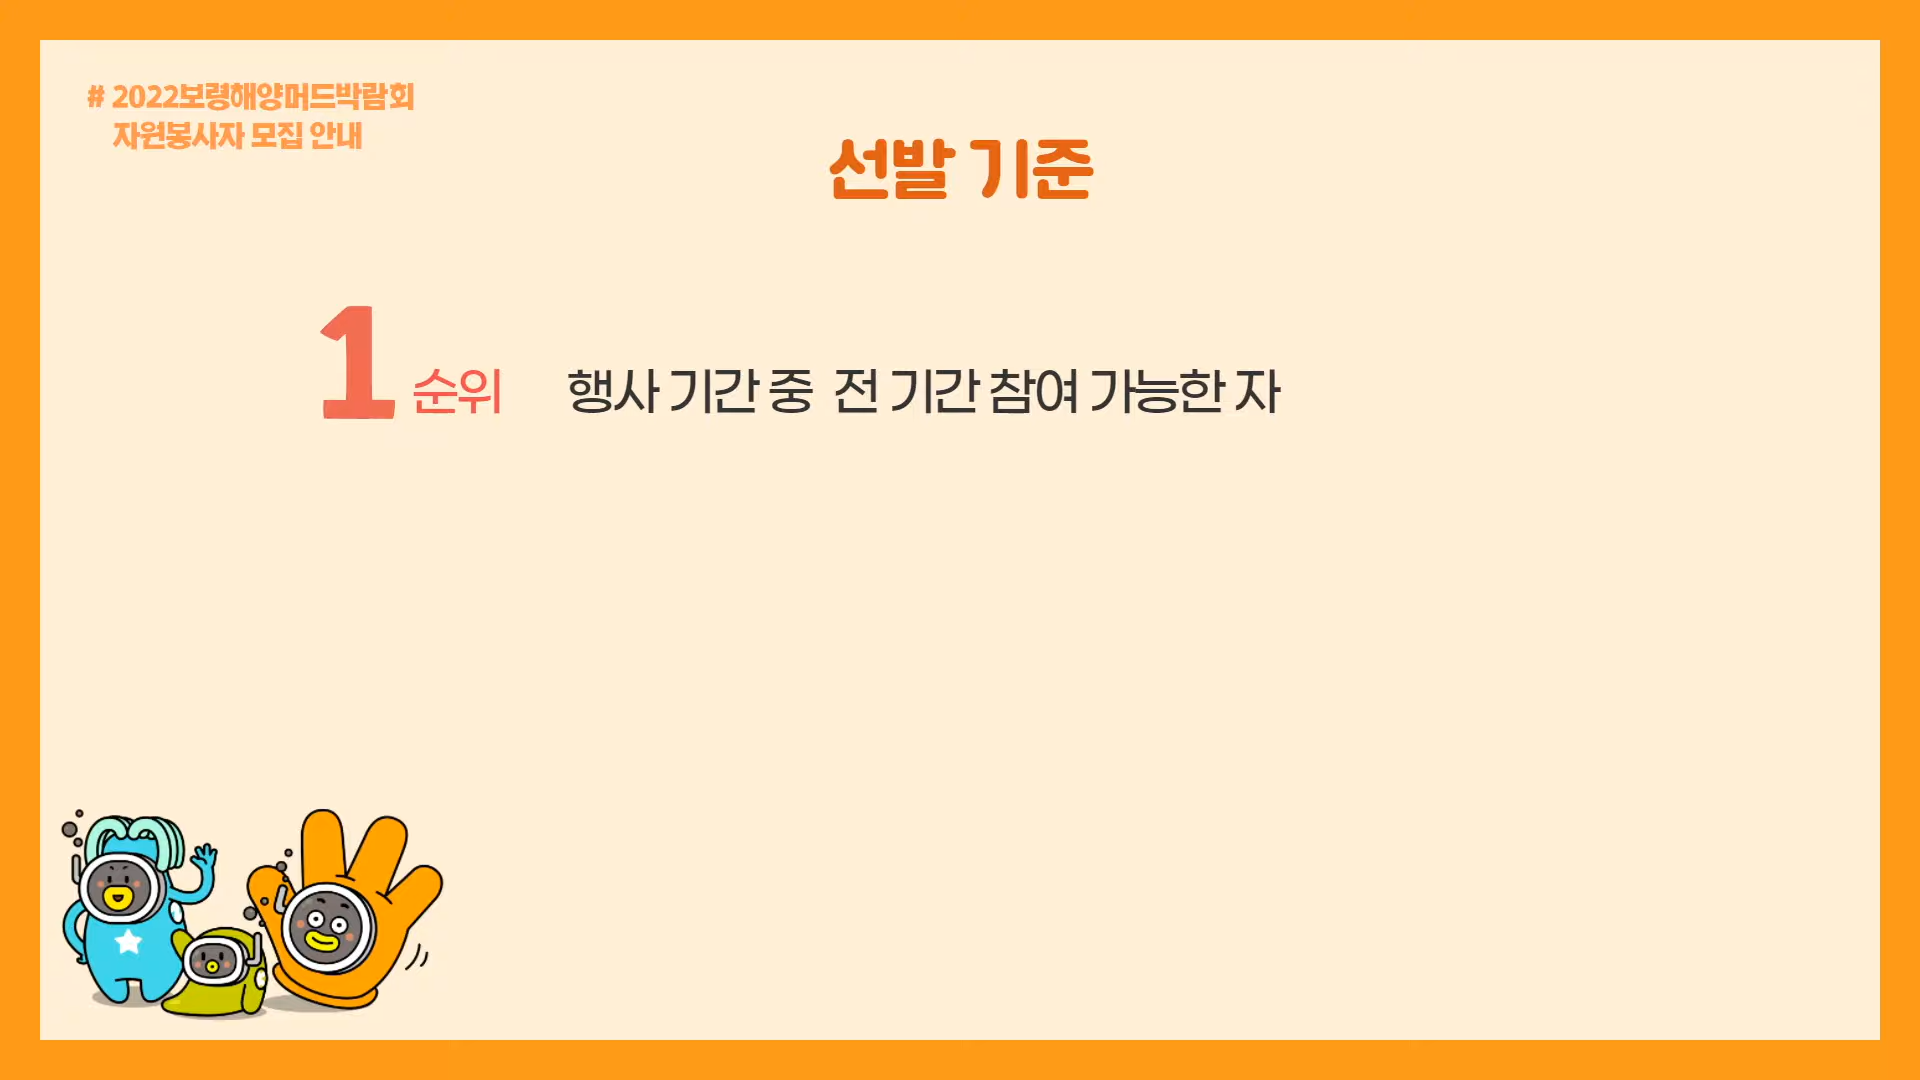 # 2022보령해양머드박람회
자원봉사자 모집 안내
선발 기준
1 순위 행사 기간 중 전 기간 참여 가능한 자